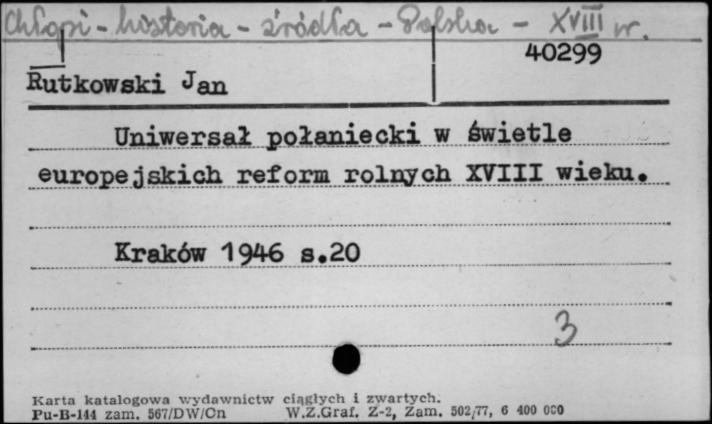 Chłopi - historia - źródła - Polska - XVIII w.
40299
Rutkowski Jan
Uniwersał połaniecki w świetle
europejskich reform rolnych XVIII wieku.
Kraków 1946 s.20
3
Karta katalogowa wydawnictw ciągłych i zwartych.
Pu-B-144 zam. 567/DW/Cn W.Z.Graf. Z-2, Zam. 502/77, 6 400 000